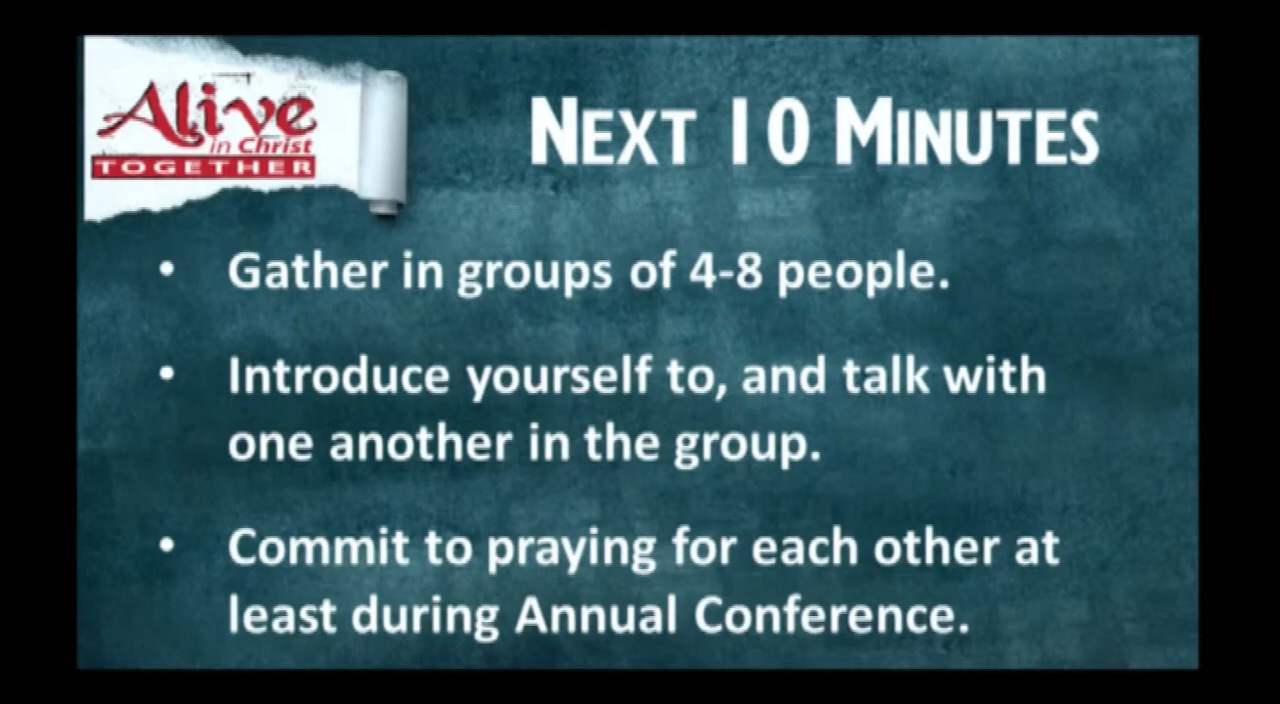 Alive
in Christ
TOGETHER
NEXT 10 MINUTES
• Gather in groups of 4-8 people.
• Introduce yourself to, and talk with
one another in the group.
• Commit to praying for each other at
least during Annual Conference.